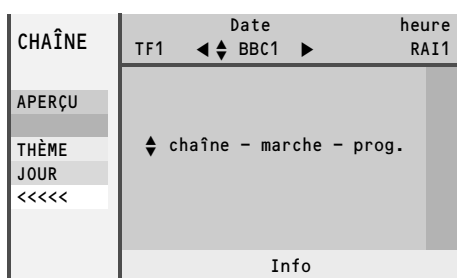 CHAÎNE
APERÇU
THÈME
JOUR
<<<<<
Date heure
TF1 ◀ ♦ BBC1 ▶ RAI1
♦ chaîne – marche – prog.
Info